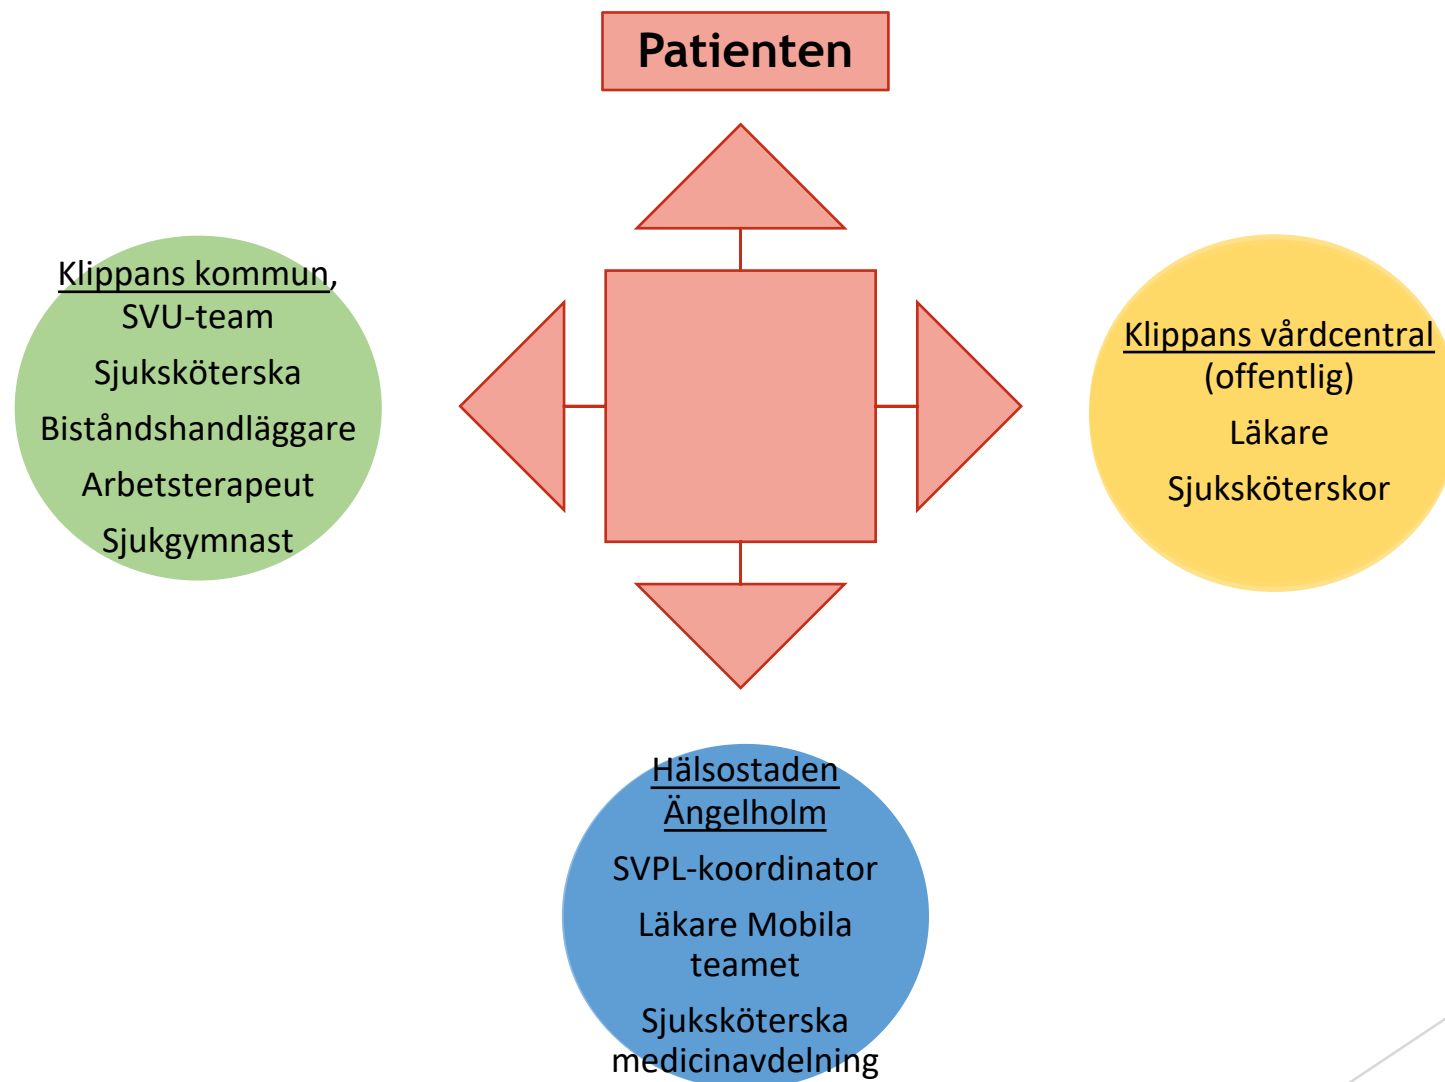 Patienten
Klippans kommun,
SVU-team
Sjuksköterska
Biståndshandläggare
Arbetsterapeut
Sjukgymnast
Klippans vårdcentral
(offentlig)
Läkare
Sjuksköterskor
Hälsostaden
Ängelholm
SVPL-koordinator
Läkare Mobila
teamet
Sjuksköterska
medicinavdelning